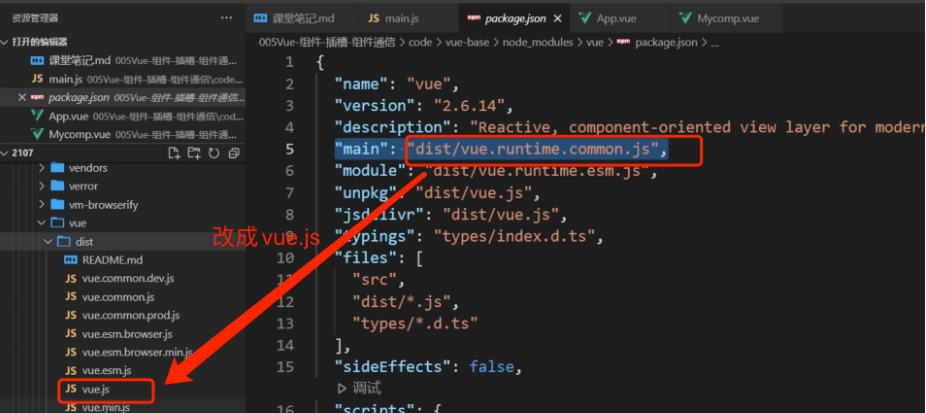 资源管理器
打开的编辑器
课堂笔记.md 005Vue-组件-插槽-组件通...
main.js 005Vue-组件-插槽-组件通信\code...
package.json 005Vue-组件-插槽-组件通信...
App.vue 005Vue-组件-插槽-组件通信\cod...
Mycomp.vue 005Vue-组件-插槽-组件通信...
2107
vendors
verror
vm-browserify
vue
dist
README.md
vue.common.dev.js
vue.common.js
vue.common.prod.js
vue.esm.browser.js
vue.esm.browser.min.js
vue.esm.js
vue.js
vue.min.js
改成 vue.js
课堂笔记.md
main.js
package.json
App.vue
Mycomp.vue
005Vue-组件-插槽-组件通信 > code > vue-base > node_modules > vue > package.json > ...
1 {
2 "name": "vue",
3 "version": "2.6.14",
4 "description": "Reactive, component-oriented view layer for modern
5 "main": "dist/vue.runtime.common.js",
6 "module": "dist/vue.runtime.esm.js",
7 "unpkg": "dist/vue.js",
8 "jsdelivr": "dist/vue.js",
9 "typings": "types/index.d.ts",
10 "files": [
11 "src",
12 "dist/*.js",
13 "types/*.d.ts"
14 ],
15 "sideEffects": false,
调试
16 "scripts": {